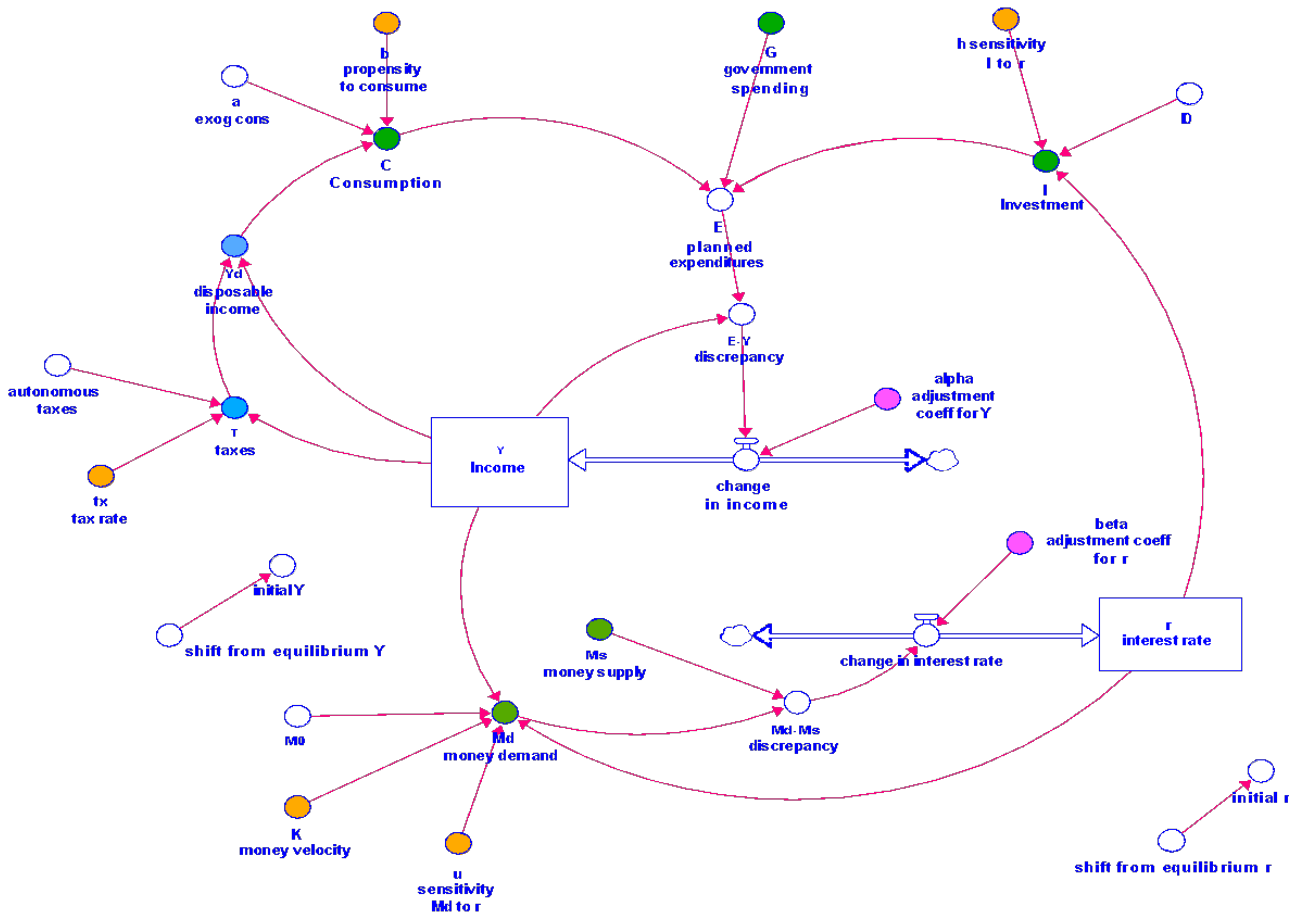 b
propensity
to consume
G
government
spending
h sensitivity
I to r
a
exog cons
I0
C
Consumption
I
Investment
E
planned
expenditures
Yd
disposable
income
E-Y
discrepancy
autonomous
taxes
alpha
adjustment
coeff for Y
T
taxes
Y
Income
tx
tax rate
change
in income
beta
adjustment coeff
for r
initial Y
shift from equilibrium Y
Ms
money supply
change in interest rate
r
interest rate
M0
Md
money demand
Md-Ms
discrepancy
initial r
K
money velocity
u
sensitivity
Md to r
shift from equilibrium r